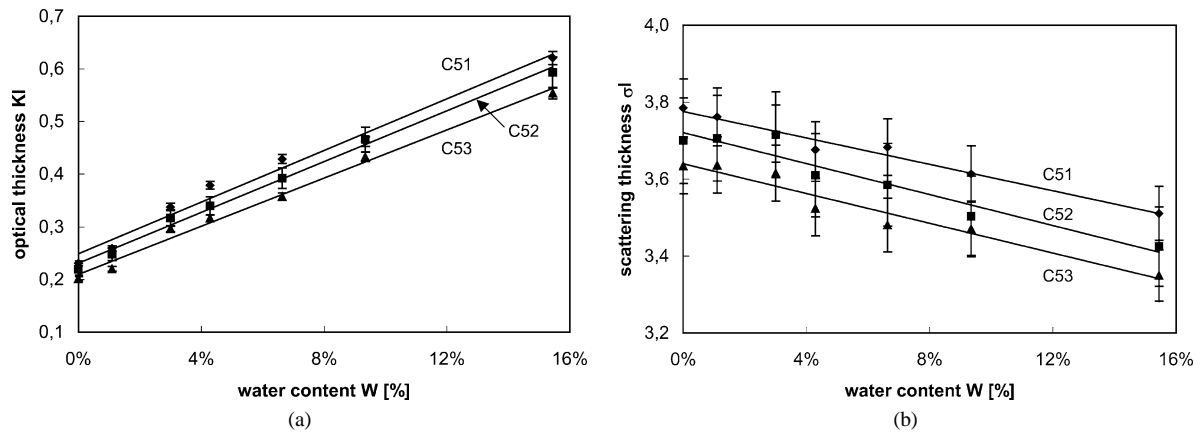 optical thickness Kl
0,7
0,6
0,5
0,4
0,3
0,2
0,1
C51
C52
C53
0% 4% 8% 12% 16%
water content W [%]
(a)
scattering thickness σl
4,0
3,8
3,6
3,4
3,2
C51
C52
C53
0% 4% 8% 12% 16%
water content W [%]
(b)